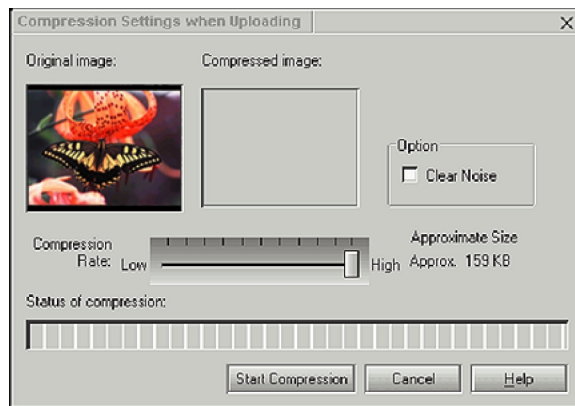 Compression Settings when Uploading
Original image:
Compressed image:
Option
Clear Noise
Compression
Rate:
Low
High
Approximate Size
Approx. 159 KB
Status of compression:
Start Compression
Cancel
Help